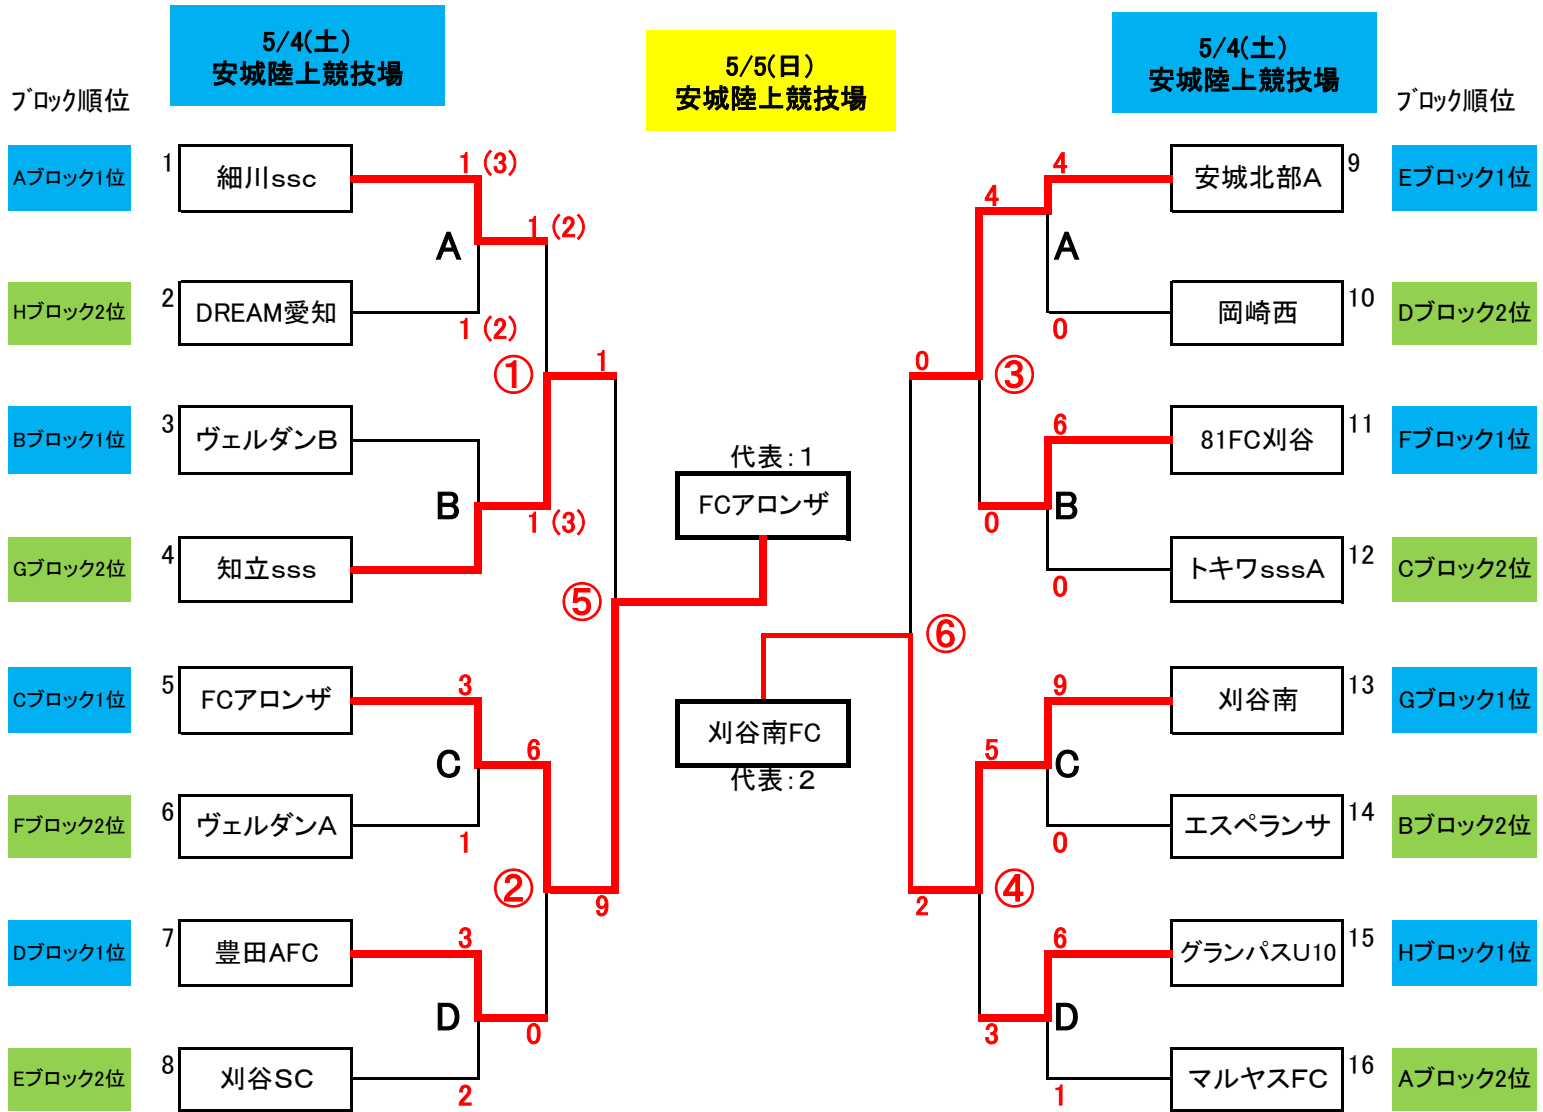 5/4(土)
安城陸上競技場
5/5(日)
安城陸上競技場
5/4(土)
安城陸上競技場
ブロック順位
ブロック順位
Aブロック1位
1
細川ssc
1 (3)
4
安城北部A
9
Eブロック1位
4
1 (2)
A
A
Hブロック2位
2
DREAM愛知
1 (2)
0
岡崎西
10
Dブロック2位
①
1
0
③
Bブロック1位
3
ヴェルダンB
6
81FC刈谷
11
Fブロック1位
代表:1
FCアロンザ
B
1 (3)
0
B
Gブロック2位
4
知立sss
0
トキワsssA
12
Cブロック2位
⑤
⑥
Cブロック1位
5
FCアロンザ
3
9
刈谷南
13
Gブロック1位
刈谷南FC
代表:2
6
5
C
C
Fブロック2位
6
ヴェルダンA
1
0
エスペランサ
14
Bブロック2位
②
9
2
④
Dブロック1位
7
豊田AFC
3
6
グランパスU10
15
Hブロック1位
D
0
3
D
Eブロック2位
8
刈谷SC
2
1
マルヤスFC
16
Aブロック2位